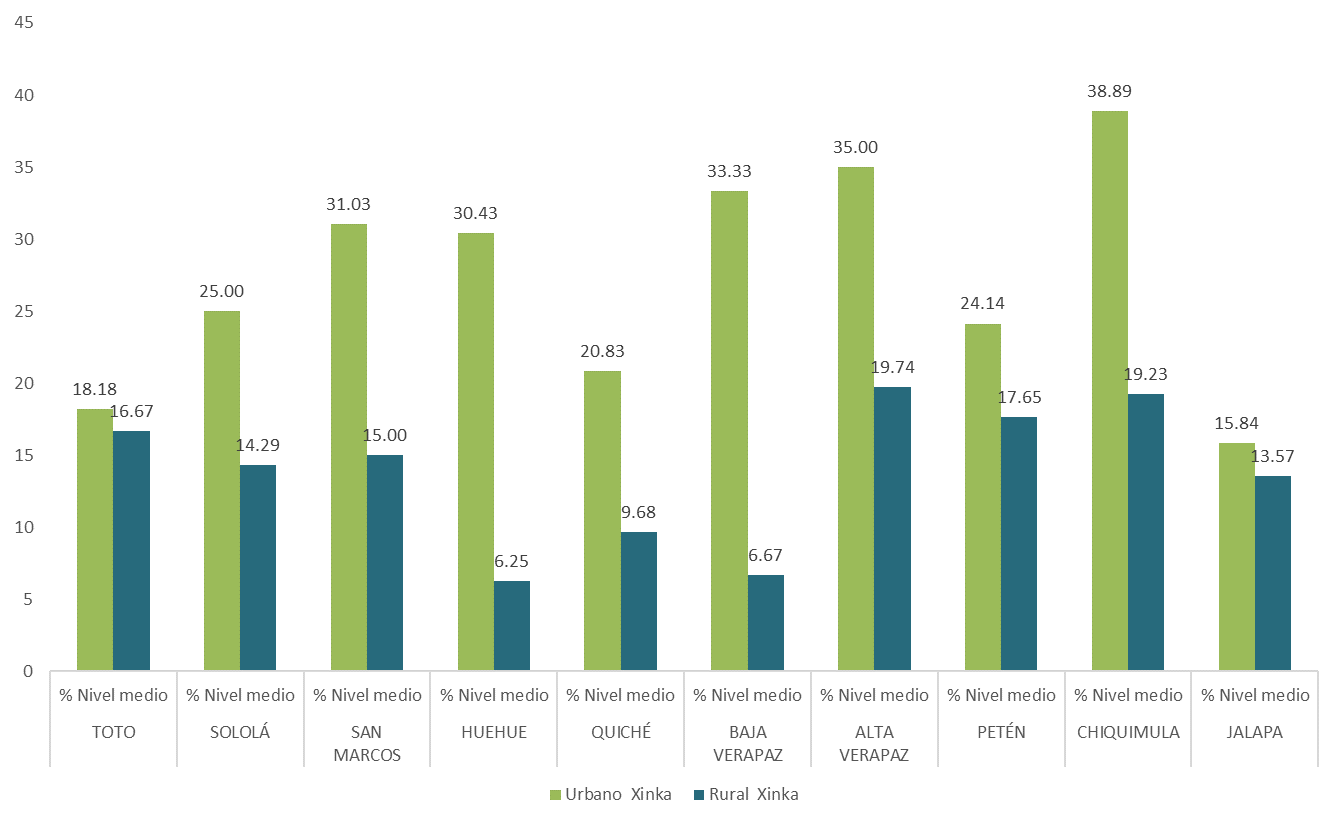 45
40
35
30
25
20
15
10
5
0
18.18
16.67
25.00
14.29
31.03
15.00
30.43
6.25
20.83
9.68
33.33
6.67
35.00
19.74
24.14
17.65
38.89
19.23
15.84
13.57
% Nivel medio % Nivel medio % Nivel medio % Nivel medio % Nivel medio % Nivel medio % Nivel medio % Nivel medio % Nivel medio % Nivel medio
TOTO
SOLOLÁ
SAN
MARCOS
HUEHUE
QUICHÉ
BAJA
VERAPAZ
ALTA
VERAPAZ
PETÉN
CHIQUIMULA
JALAPA
Urbano Xinka
Rural Xinka